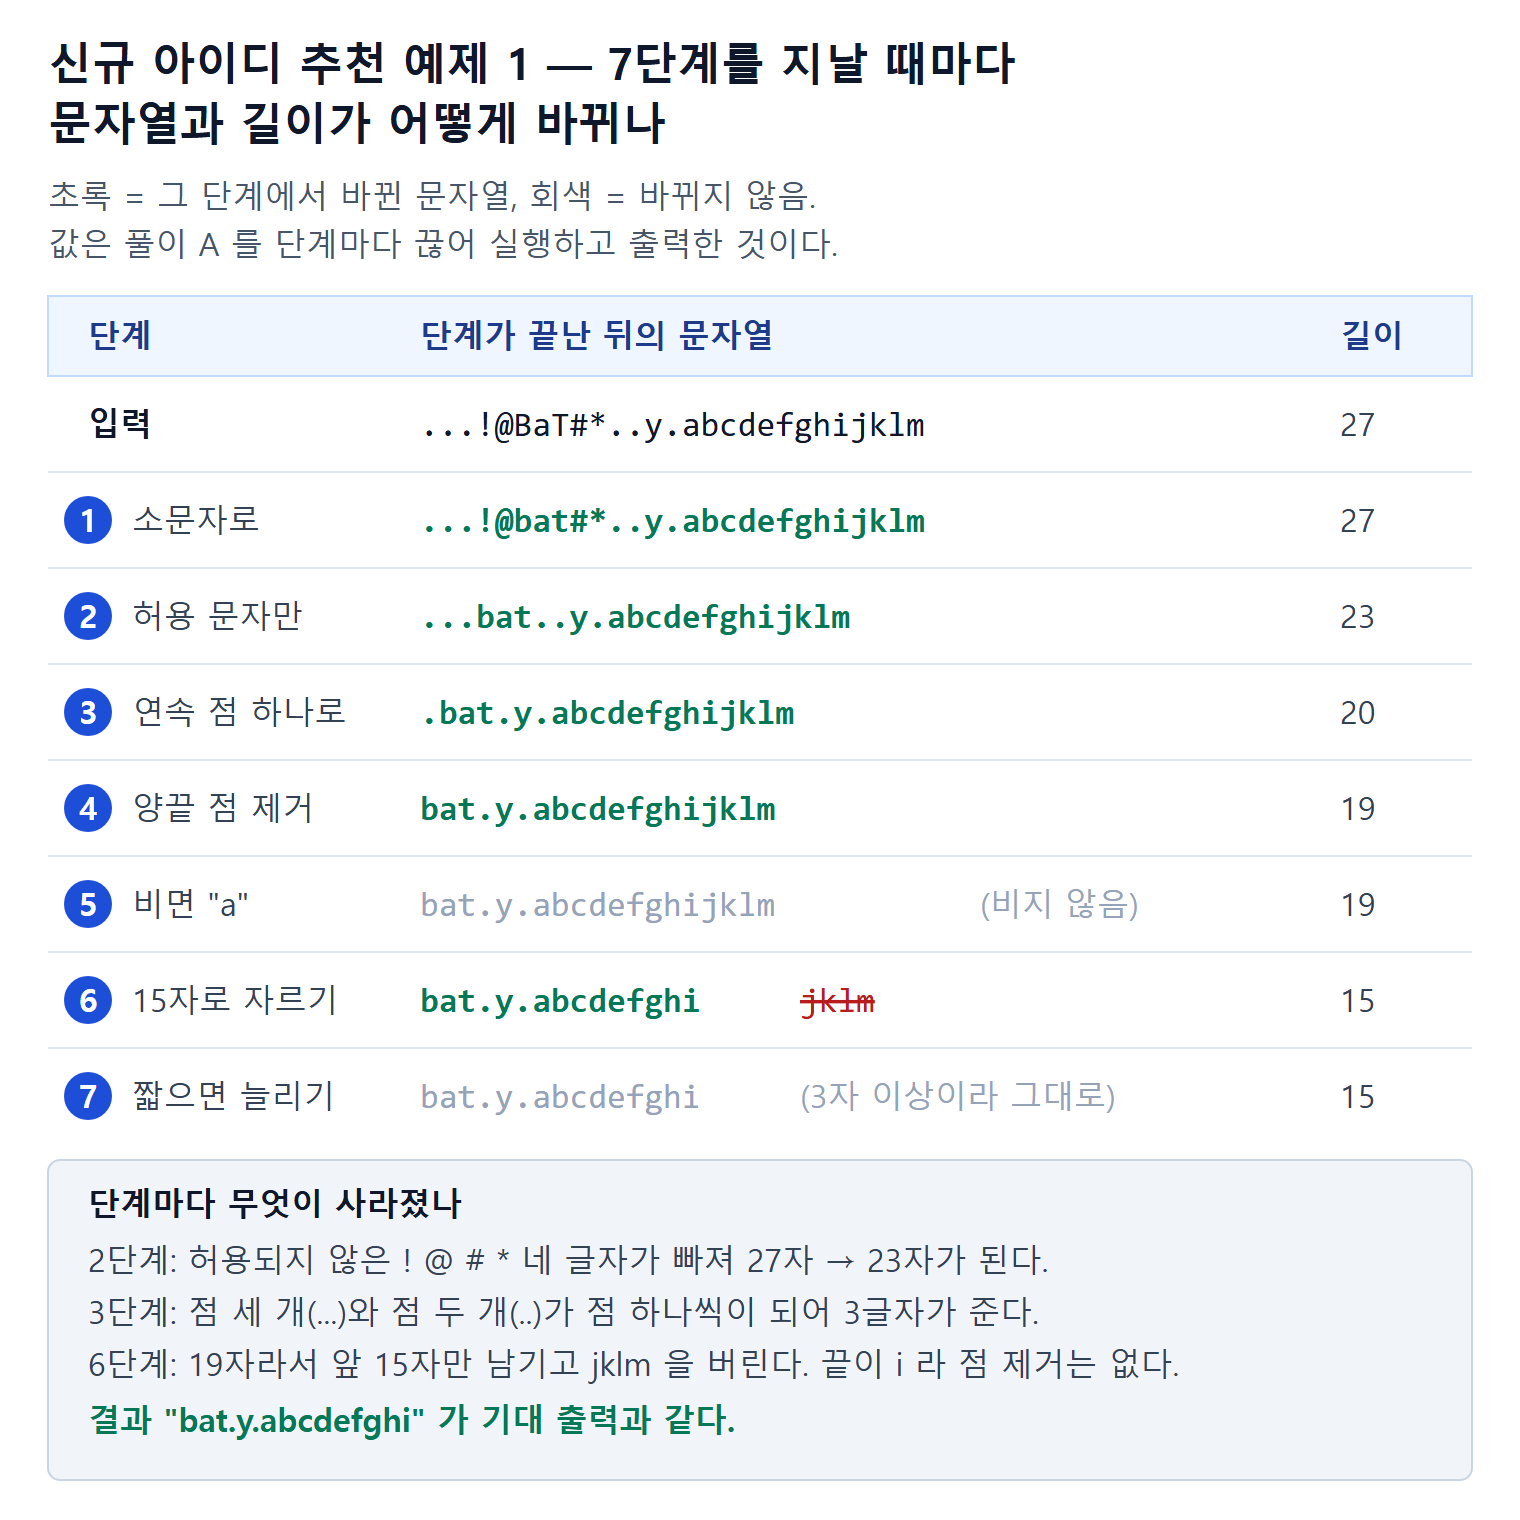 신규 아이디 추천 예제 1 — 7단계를 지날 때마다
문자열과 길이가 어떻게 바뀌나
초록 = 그 단계에서 바뀐 문자열, 회색 = 바뀌지 않음.
값은 풀이 A 를 단계마다 끊어 실행하고 출력한 것이다.
단계 단계가 끝난 뒤의 문자열 길이
입력 ...!@BaT#*..y.abcdefghijklm 27
1 소문자로 ...!@bat#*..y.abcdefghijklm 27
2 허용 문자만 ...bat..y.abcdefghijklm 23
3 연속 점 하나로 .bat.y.abcdefghijklm 20
4 양끝 점 제거 bat.y.abcdefghijklm 19
5 비면 "a" bat.y.abcdefghijklm (비지 않음) 19
6 15자로 자르기 bat.y.abcdefghi jklm 15
7 짧으면 늘리기 bat.y.abcdefghi (3자 이상이라 그대로) 15
단계마다 무엇이 사라졌나
2단계: 허용되지 않은 ! @ # * 네 글자가 빠져 27자 → 23자가 된다.
3단계: 점 세 개(...)와 점 두 개(..)가 점 하나씩이 되어 3글자가 준다.
6단계: 19자라서 앞 15자만 남기고 jklm 을 버린다. 끝이 i 라 점 제거는 없다.
결과 "bat.y.abcdefghi" 가 기대 출력과 같다.